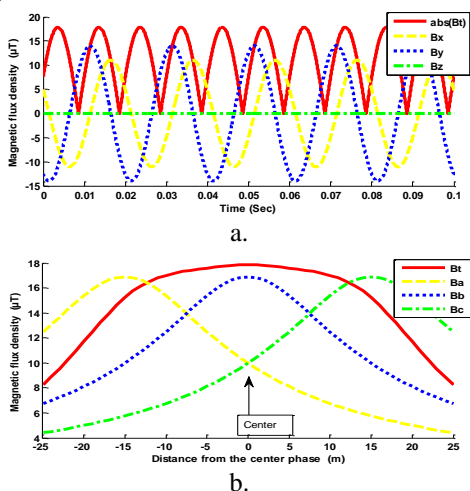 Magnetic flux density (µT)
20
15
10
5
0
-5
-10
-15
abs(Bt)
Bx
By
Bz
0 0.01 0.02 0.03 0.04 0.05 0.06 0.07 0.08 0.09 0.1
Time (Sec)
a.
Magnetic flux density (µT)
18
16
14
12
10
8
6
4
Bt
Ba
Bb
Bc
Center
-25 -20 -15 -10 -5 0 5 10 15 20 25
Distance from the center phase (m)
b.